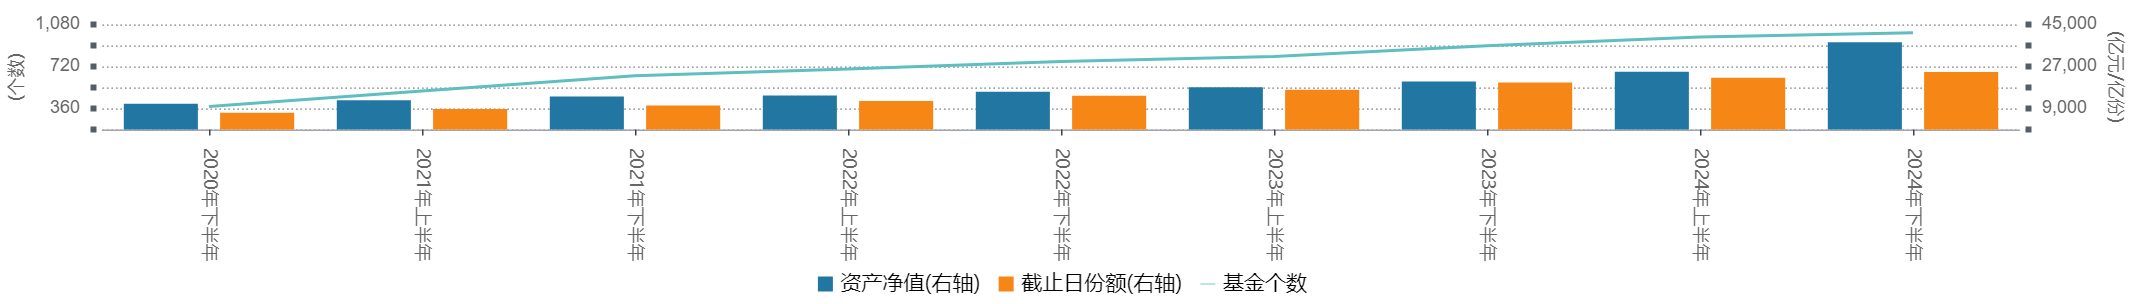 1,080
720
360
(个数)
45,000
27,000
9,000
(亿元/亿份)
2020年下半年
2021年上半年
2021年下半年
2022年上半年
2022年下半年
2023年上半年
2023年下半年
2024年上半年
2024年下半年
资产净值(右轴) 截止日份额(右轴) 基金个数